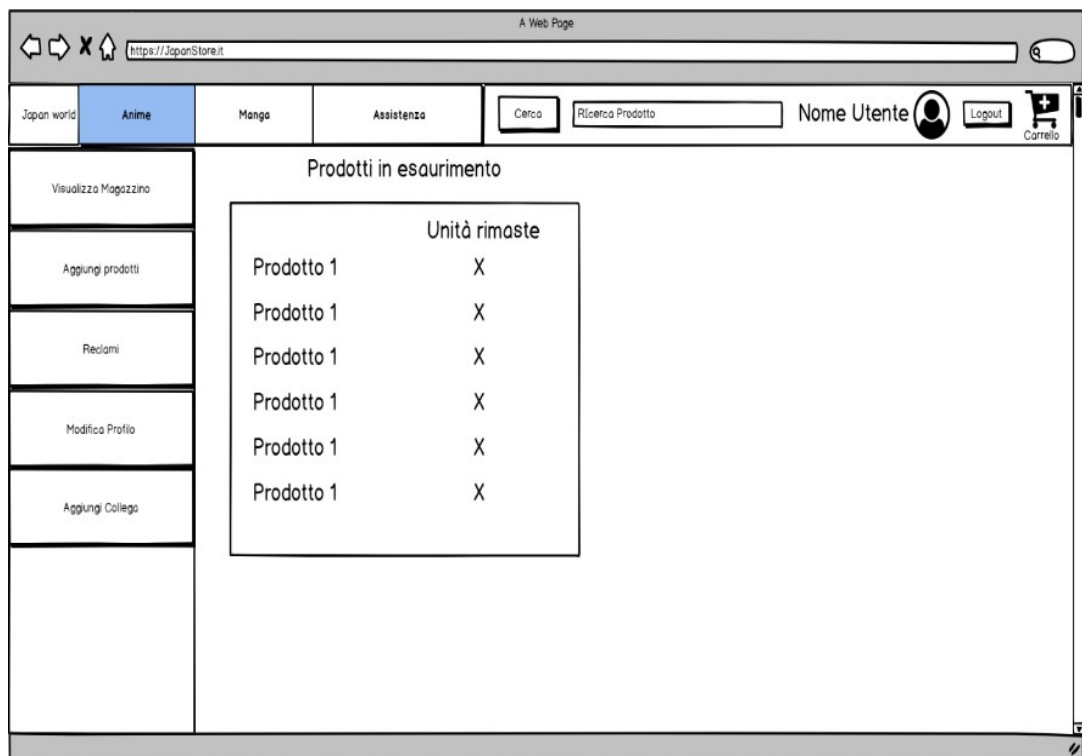 A Web Page
https://JapanStore.it
Japan world
Anime
Manga
Assistenza
Cerca
RIcerca Prodotto
Nome Utente
Logout
Carrello
Visualizza Magazzino
Aggiungi prodotti
Reclami
Modifica Profilo
Aggiungi Collega
Prodotti in esaurimento
Unità rimaste
Prodotto 1 X
Prodotto 1 X
Prodotto 1 X
Prodotto 1 X
Prodotto 1 X
Prodotto 1 X